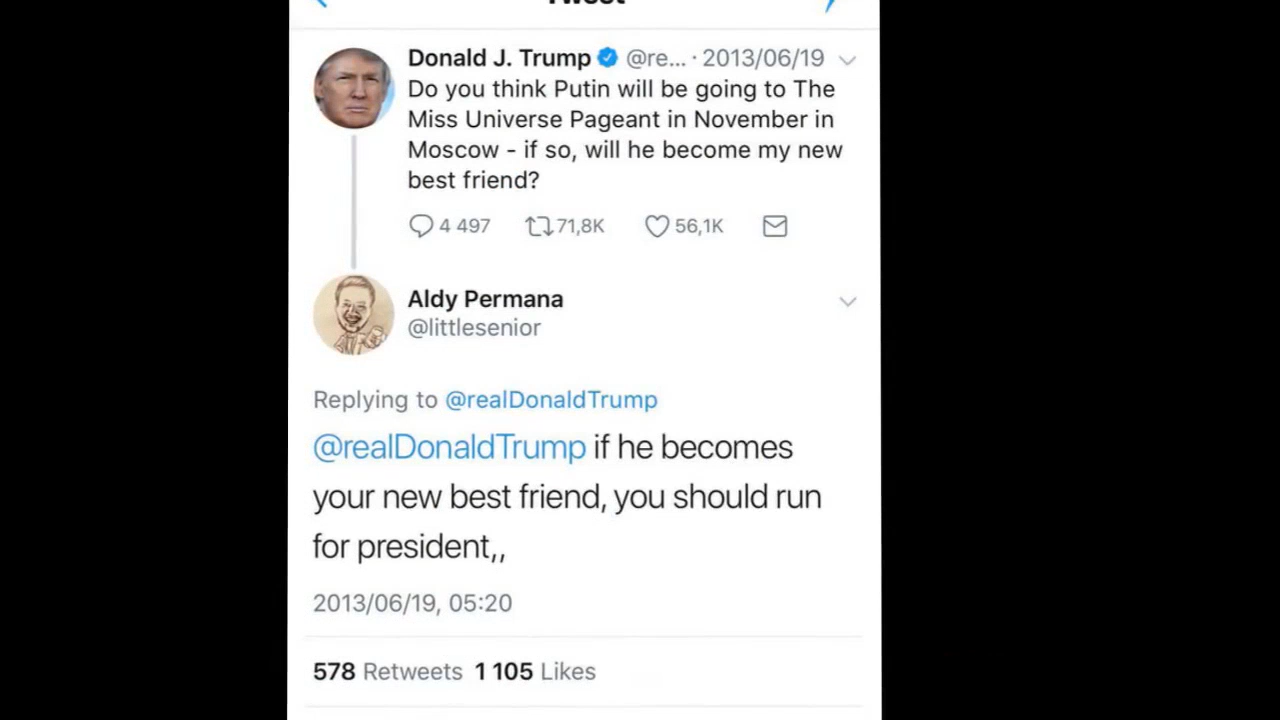 Tweet
Donald J. Trump @re... · 2013/06/19
Do you think Putin will be going to The
Miss Universe Pageant in November in
Moscow - if so, will he become my new
best friend?
4 497 71,8K 56,1K
Aldy Permana
@littlesenior
Replying to @realDonaldTrump
@realDonaldTrump if he becomes
your new best friend, you should run
for president,,
2013/06/19, 05:20
578 Retweets 1 105 Likes